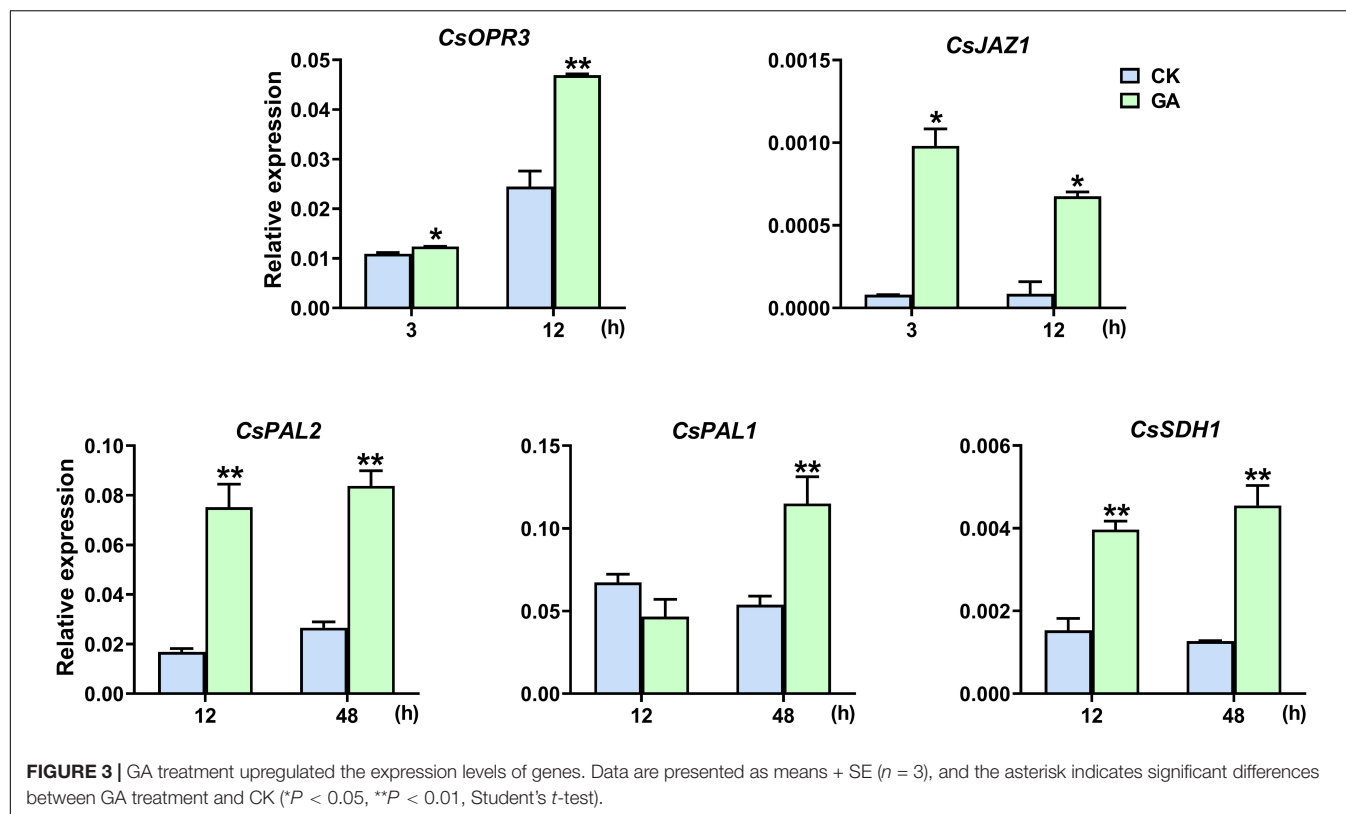 CsOPR3
CsJAZ1
CK
GA
Relative expression
0.05
0.04
0.03
0.02
0.01
0.00
*
**
3
12
(h)
0.0015
0.0010
0.0005
0.0000
*
*
3
12
(h)
CsPAL2
CsPAL1
CsSDH1
Relative expression
0.10
0.08
0.06
0.04
0.02
0.00
**
**
12
48
(h)
0.15
0.10
0.05
0.00
**
12
48
(h)
0.006
0.004
0.002
0.000
**
**
12
48
(h)
FIGURE 3 | GA treatment upregulated the expression levels of genes. Data are presented as means + SE (n = 3), and the asterisk indicates significant differences
between GA treatment and CK (*P < 0.05, **P < 0.01, Student's t-test).